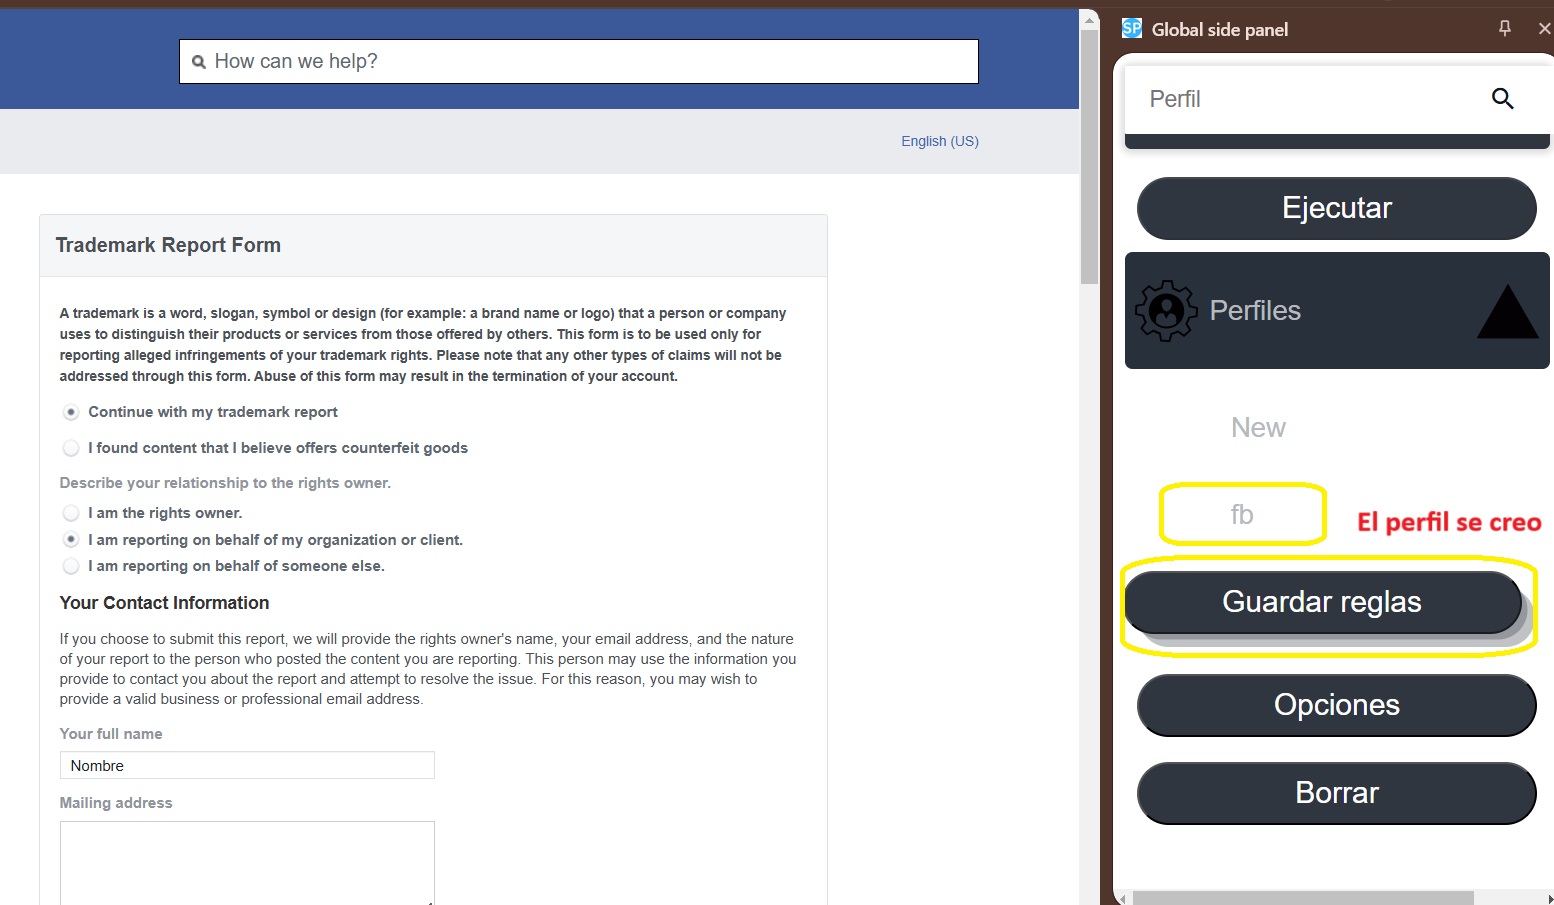 How can we help?
English (US)
Trademark Report Form
A trademark is a word, slogan, symbol or design (for example: a brand name or logo) that a person or company
uses to distinguish their products or services from those offered by others. This form is to be used only for
reporting alleged infringements of your trademark rights. Please note that any other types of claims will not be
addressed through this form. Abuse of this form may result in the termination of your account.
Continue with my trademark report
I found content that I believe offers counterfeit goods
Describe your relationship to the rights owner.
I am the rights owner.
I am reporting on behalf of my organization or client.
I am reporting on behalf of someone else.
Your Contact Information
If you choose to submit this report, we will provide the rights owner's name, your email address, and the nature
of your report to the person who posted the content you are reporting. This person may use the information you
provide to contact you about the report and attempt to resolve the issue. For this reason, you may wish to
provide a valid business or professional email address.
Your full name
Nombre
Mailing address
SP Global side panel
Perfil
Ejecutar
Perfiles
New
fb
El perfil se creo
Guardar reglas
Opciones
Borrar